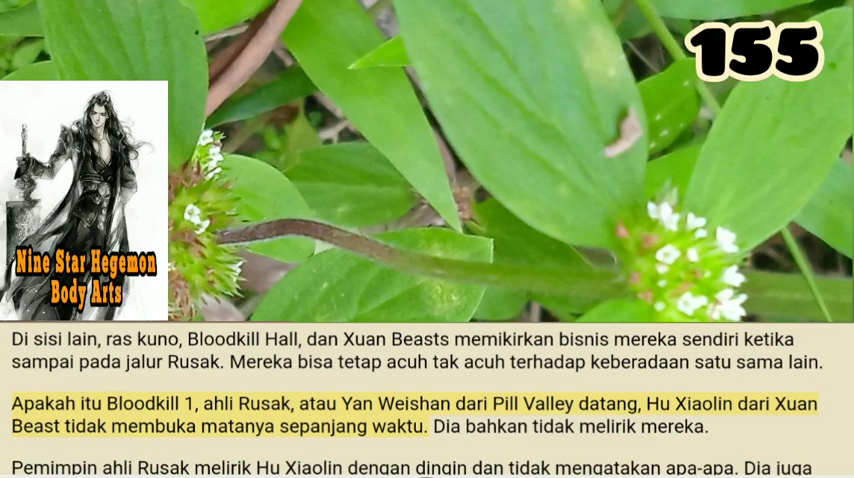 155
Nine Star Hegemon
Body Arts
Di sisi lain, ras kuno, Bloodkill Hall, dan Xuan Beasts memikirkan bisnis mereka sendiri ketika
sampai pada jalur Rusak. Mereka bisa tetap acuh tak acuh terhadap keberadaan satu sama lain.
Apakah itu Bloodkill 1, ahli Rusak, atau Yan Weishan dari Pill Valley datang, Hu Xiaolin dari Xuan
Beast tidak membuka matanya sepanjang waktu. Dia bahkan tidak melirik mereka.
Pemimpin ahli Rusak melirik Hu Xiaolin dengan dingin dan tidak mengatakan apa-apa. Dia juga